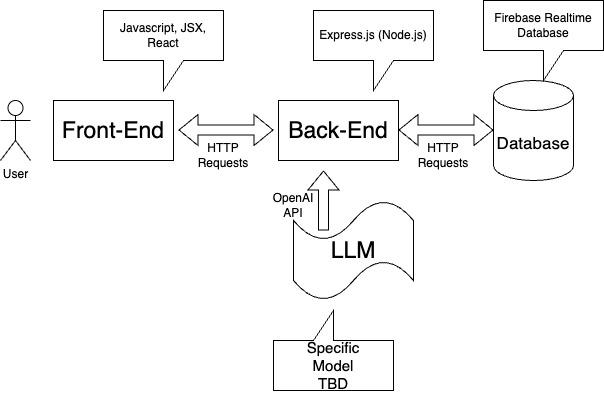 Javascript, JSX,
React
Express.js (Node.js)
Firebase Realtime
Database
User
Front-End
HTTP
Requests
Back-End
HTTP
Requests
Database
OpenAI
API
LLM
Specific
Model
TBD